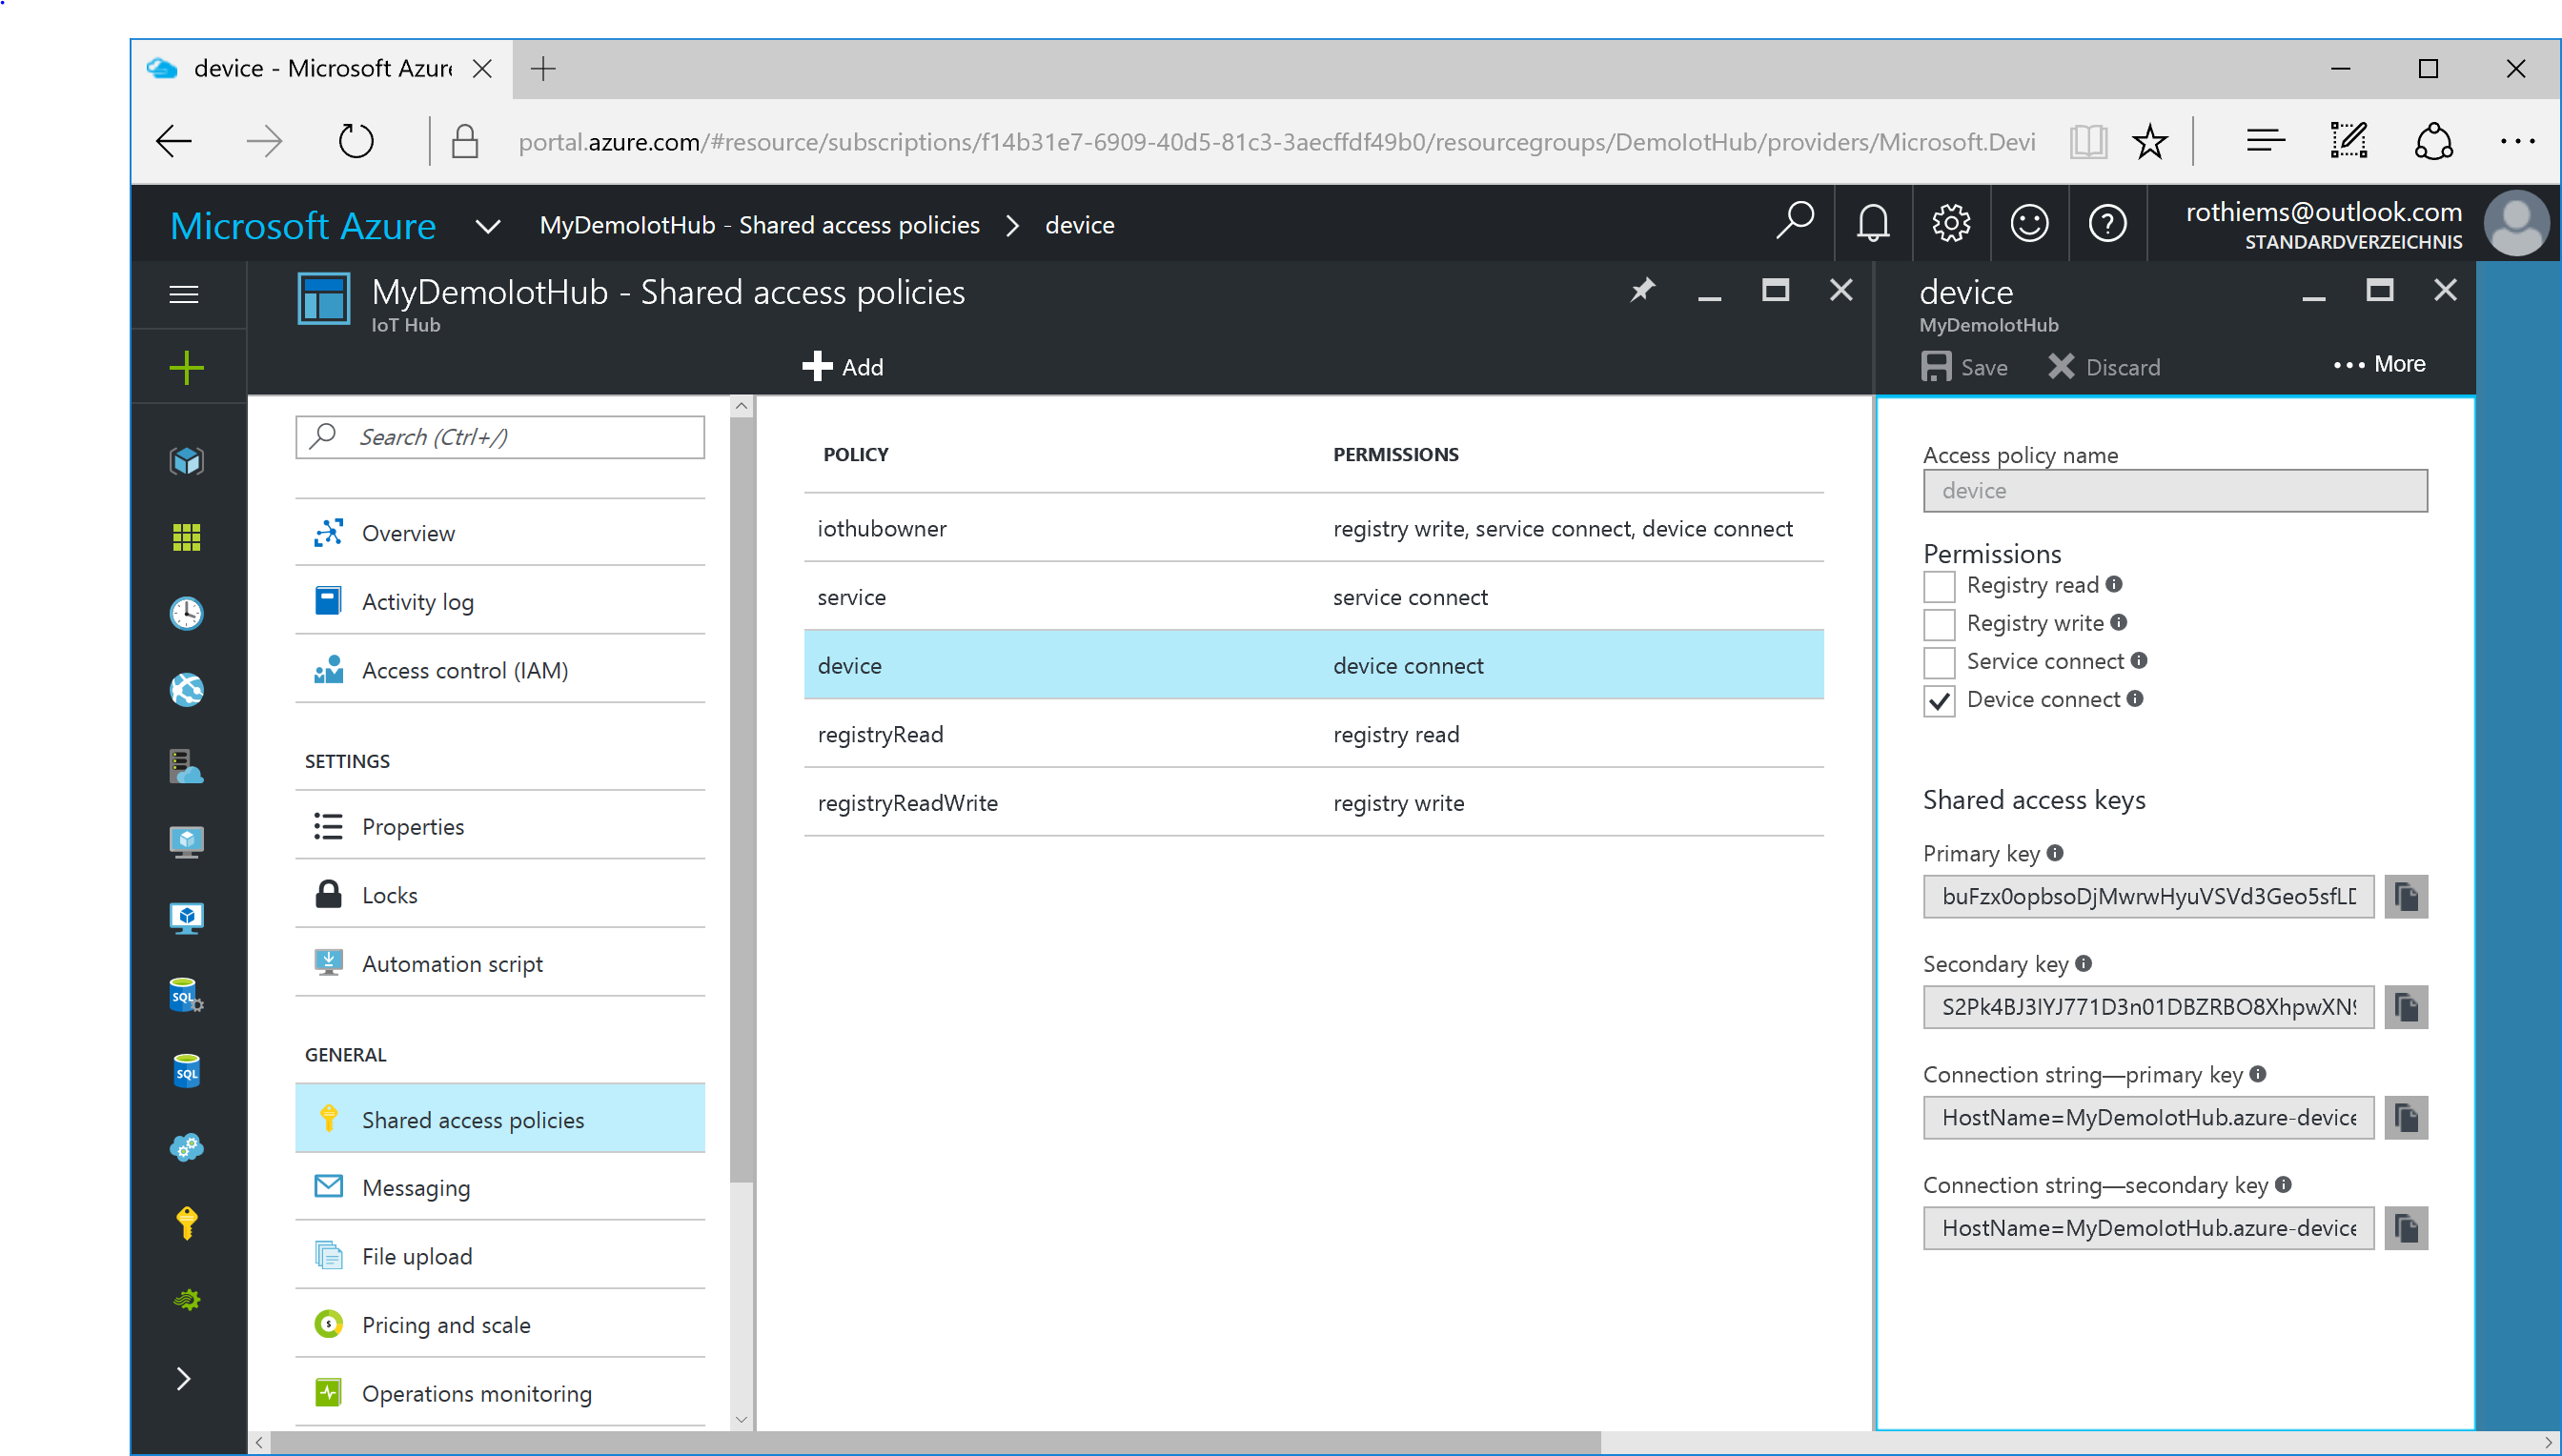 device - Microsoft Azure
portal.azure.com/#resource/subscriptions/f14b31e7-6909-40d5-81c3-3aecffdf49b0/resourcegroups/DemoIotHub/providers/Microsoft.Devi
Microsoft Azure
MyDemoIotHub - Shared access policies
device
rothiems@outlook.com
STANDARDVERZEICHNIS
MyDemoIotHub - Shared access policies
IoT Hub
Add
Search (Ctrl+/)
Overview
Activity log
Access control (IAM)
SETTINGS
Properties
Locks
Automation script
GENERAL
Shared access policies
Messaging
File upload
Pricing and scale
Operations monitoring
SQL
SQL
POLICY PERMISSIONS
iothubowner registry write, service connect, device connect
service service connect
device device connect
registryRead registry read
registryReadWrite registry write
device
MyDemoIotHub
Save Discard More
Access policy name
device
Permissions
Registry read
Registry write
Service connect
Device connect
Shared access keys
Primary key
buFzx0opbsoDjMwrwHyuVSVd3Geo5sfLD
Secondary key
S2Pk4BJ3IYJ771D3n01DBZRBO8XhpwXN9
Connection string—primary key
HostName=MyDemoIotHub.azure-device
Connection string—secondary key
HostName=MyDemoIotHub.azure-device